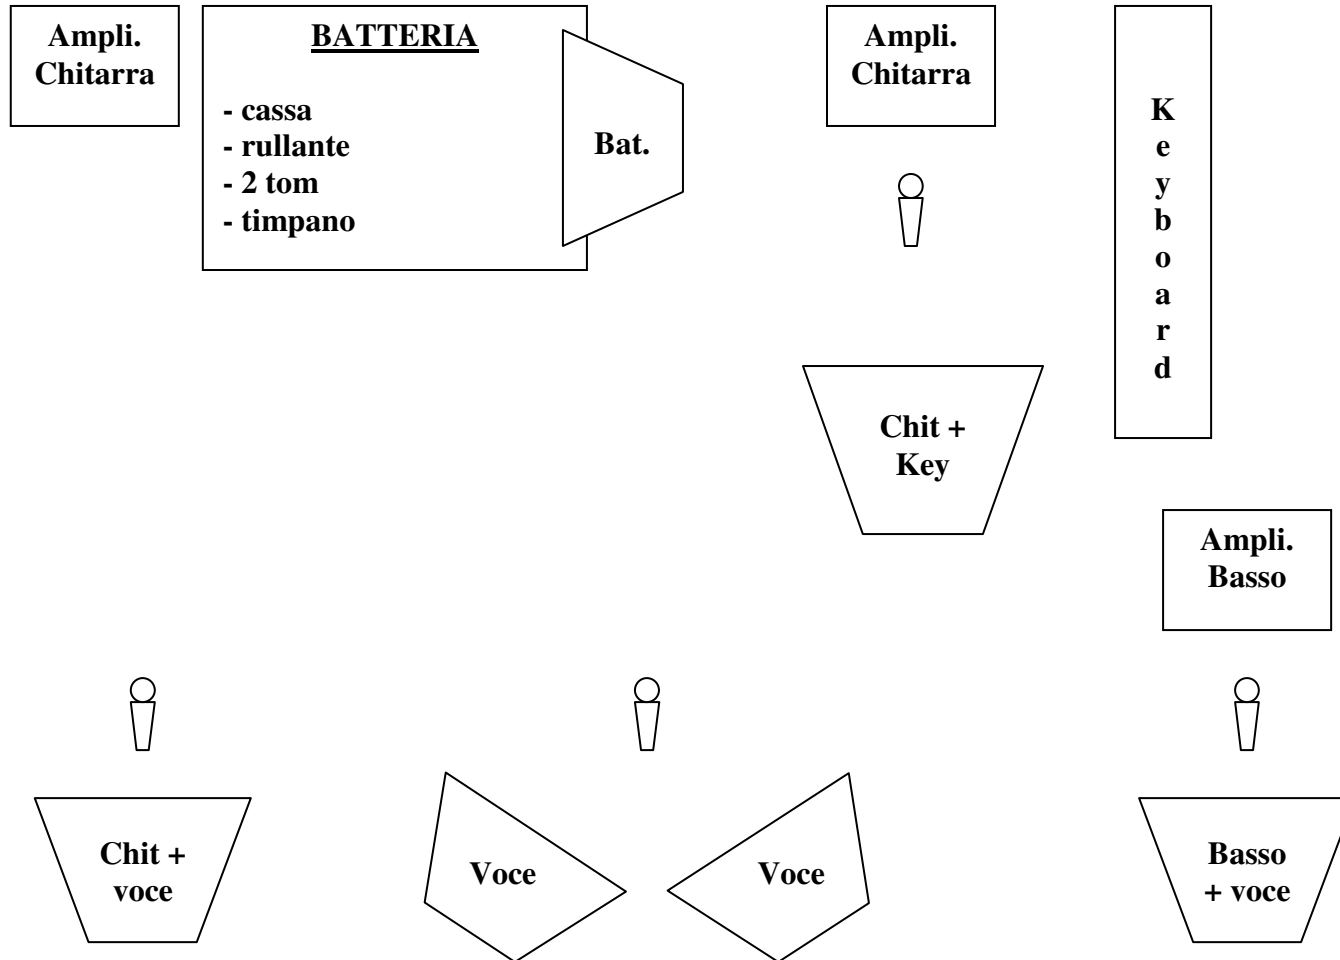 Ampli.
Chitarra
BATTERIA
- cassa
- rullante
- 2 tom
- timpano
Bat.
Ampli.
Chitarra
K
e
y
b
o
a
r
d
Chit +
Key
Ampli.
Basso
Chit +
voce
Voce
Voce
Basso
+ voce